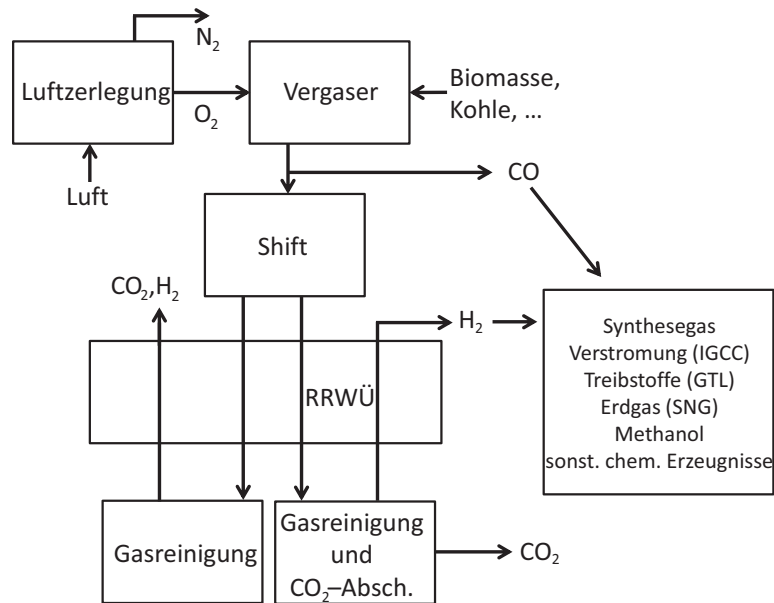 N₂
Luftzerlegung
O₂
Vergaser
Biomasse,
Kohle, ...
Luft
CO
Shift
CO₂,H₂
H₂
RRWÜ
Synthesegas
Verstromung (IGCC)
Treibstoffe (GTL)
Erdgas (SNG)
Methanol
sonst. chem. Erzeugnisse
Gasreinigung
Gasreinigung
und
CO₂–Absch.
CO₂